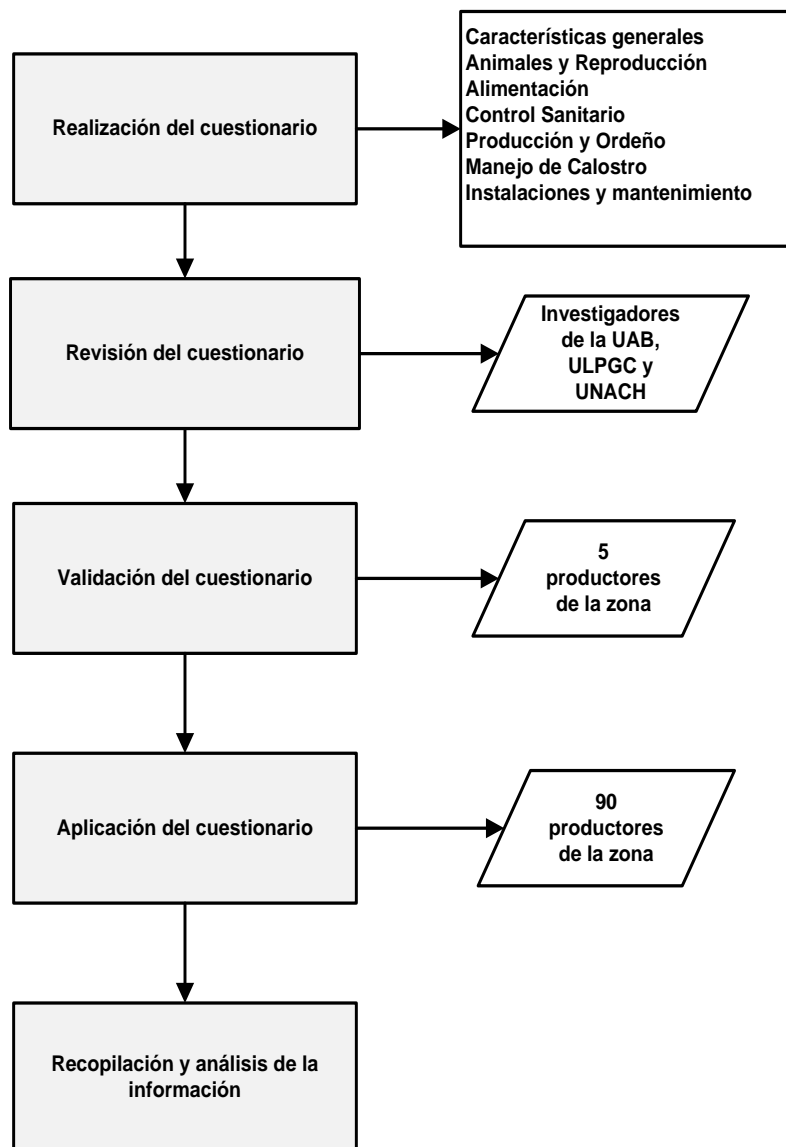 Realización del cuestionario
Características generales
Animales y Reproducción
Alimentación
Control Sanitario
Producción y Ordeño
Manejo de Calostro
Instalaciones y mantenimiento
Revisión del cuestionario
Investigadores
de la UAB,
ULPGC y
UNACH
Validación del cuestionario
5
productores
de la zona
Aplicación del cuestionario
90
productores
de la zona
Recopilación y análisis de la
información